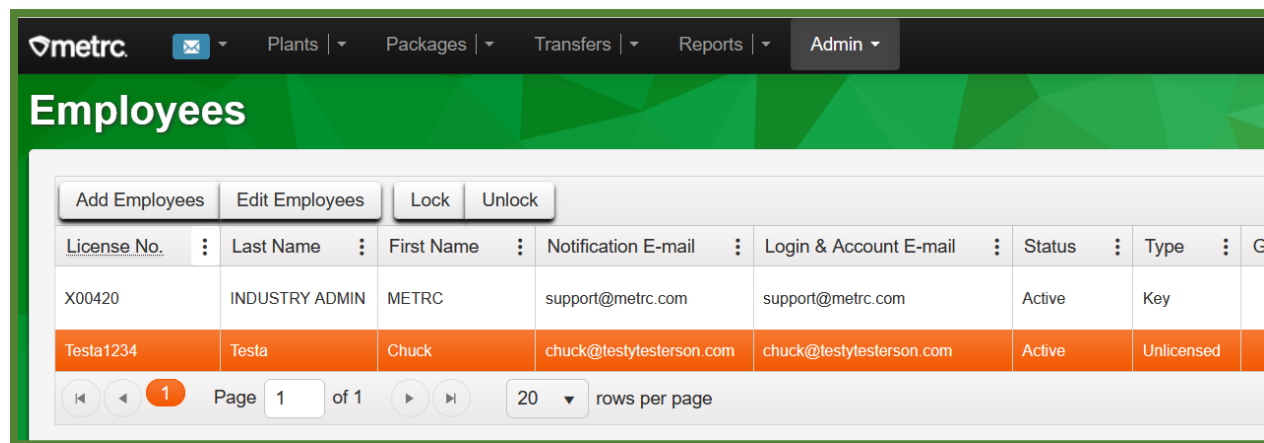 metrc. Plants Packages Transfers Reports Admin
Employees
Add Employees Edit Employees Lock Unlock
License No. Last Name First Name Notification E-mail Login & Account E-mail Status Type G
X00420 INDUSTRY ADMIN METRC support@metrc.com support@metrc.com Active Key
Testa1234 Testa Chuck chuck@testytesterson.com chuck@testytesterson.com Active Unlicensed
1 Page 1 of 1 20 rows per page